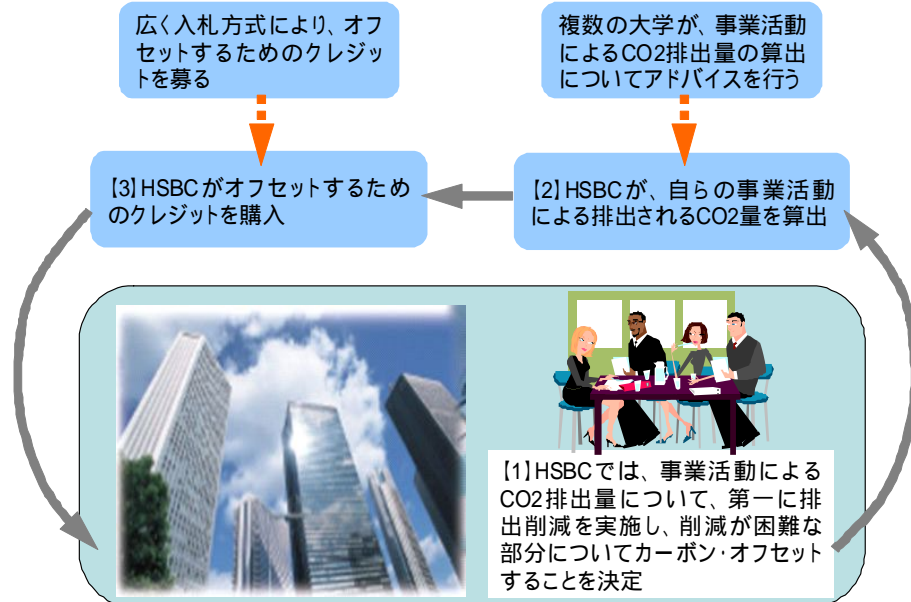 広く入札方式により、オフ
セットするためのクレジッ
トを募る
複数の大学が、事業活動
によるCO2排出量の算出
についてアドバイスを行う
【3】HSBCがオフセットするため
のクレジットを購入
【2】HSBCが、自らの事業活動
による排出されるCO2量を算出
【1】HSBCでは、事業活動による
CO2排出量について、第一に排
出削減を実施し、削減が困難な
部分についてカーボン・オフセット
することを決定